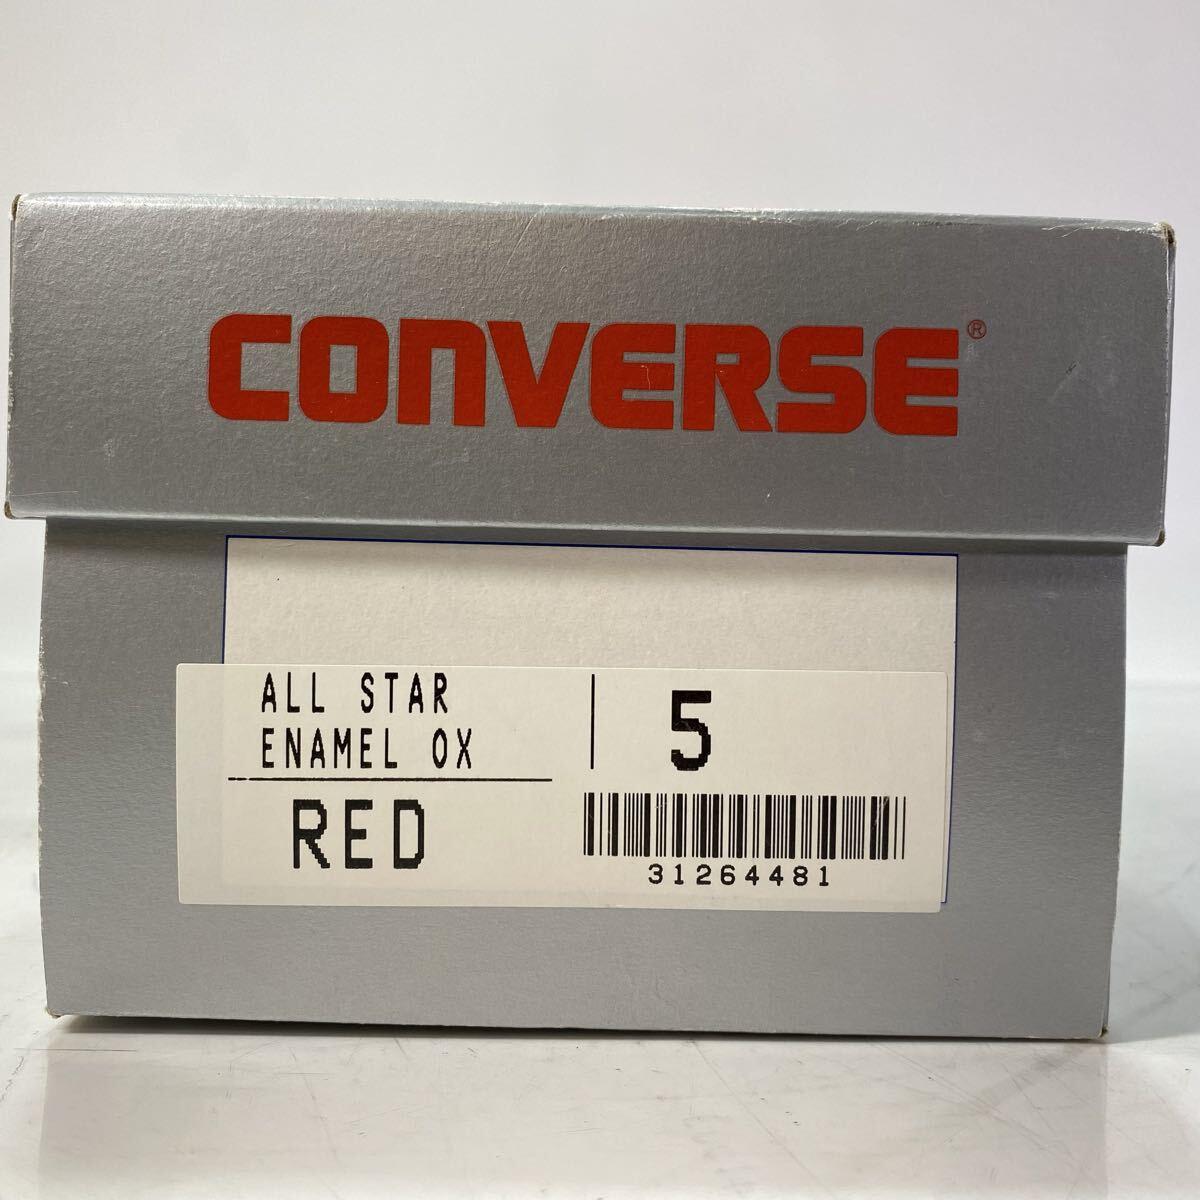 CONVERSE®
ALL STAR
ENAMEL OX
5
RED
31264481